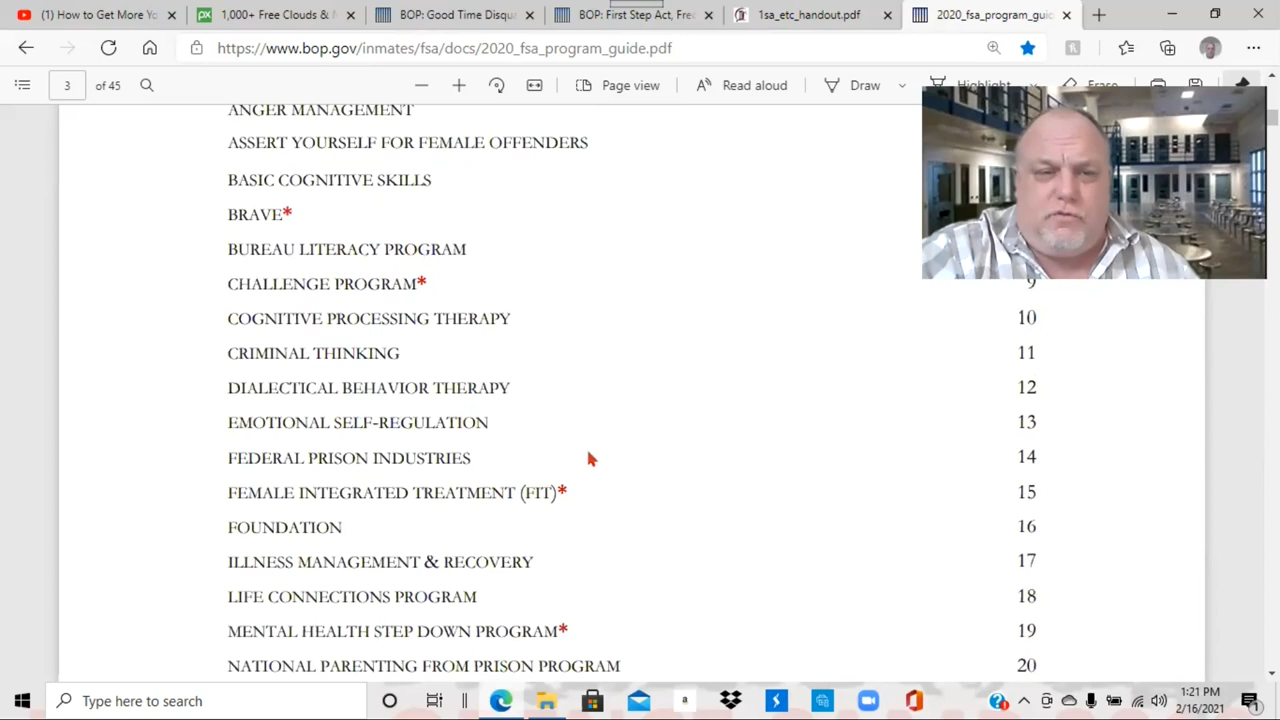 (1) How to Get More Yo
1,000+ Free Clouds &
BOP: Good Time Disqu
BOP: First Step Act, Fre
1sa_etc_handout.pdf
2020_fsa_program_guid
https://www.bop.gov/inmates/fsa/docs/2020_fsa_program_guide.pdf
3 of 45
Page view
Read aloud
Draw
Highlight
Erase
ANGER MANAGEMENT
ASSERT YOURSELF FOR FEMALE OFFENDERS
BASIC COGNITIVE SKILLS
BRAVE*
BUREAU LITERACY PROGRAM
CHALLENGE PROGRAM* 9
COGNITIVE PROCESSING THERAPY 10
CRIMINAL THINKING 11
DIALECTICAL BEHAVIOR THERAPY 12
EMOTIONAL SELF-REGULATION 13
FEDERAL PRISON INDUSTRIES 14
FEMALE INTEGRATED TREATMENT (FIT)* 15
FOUNDATION 16
ILLNESS MANAGEMENT & RECOVERY 17
LIFE CONNECTIONS PROGRAM 18
MENTAL HEALTH STEP DOWN PROGRAM* 19
NATIONAL PARENTING FROM PRISON PROGRAM 20
Type here to search
1:21 PM
2/16/2021